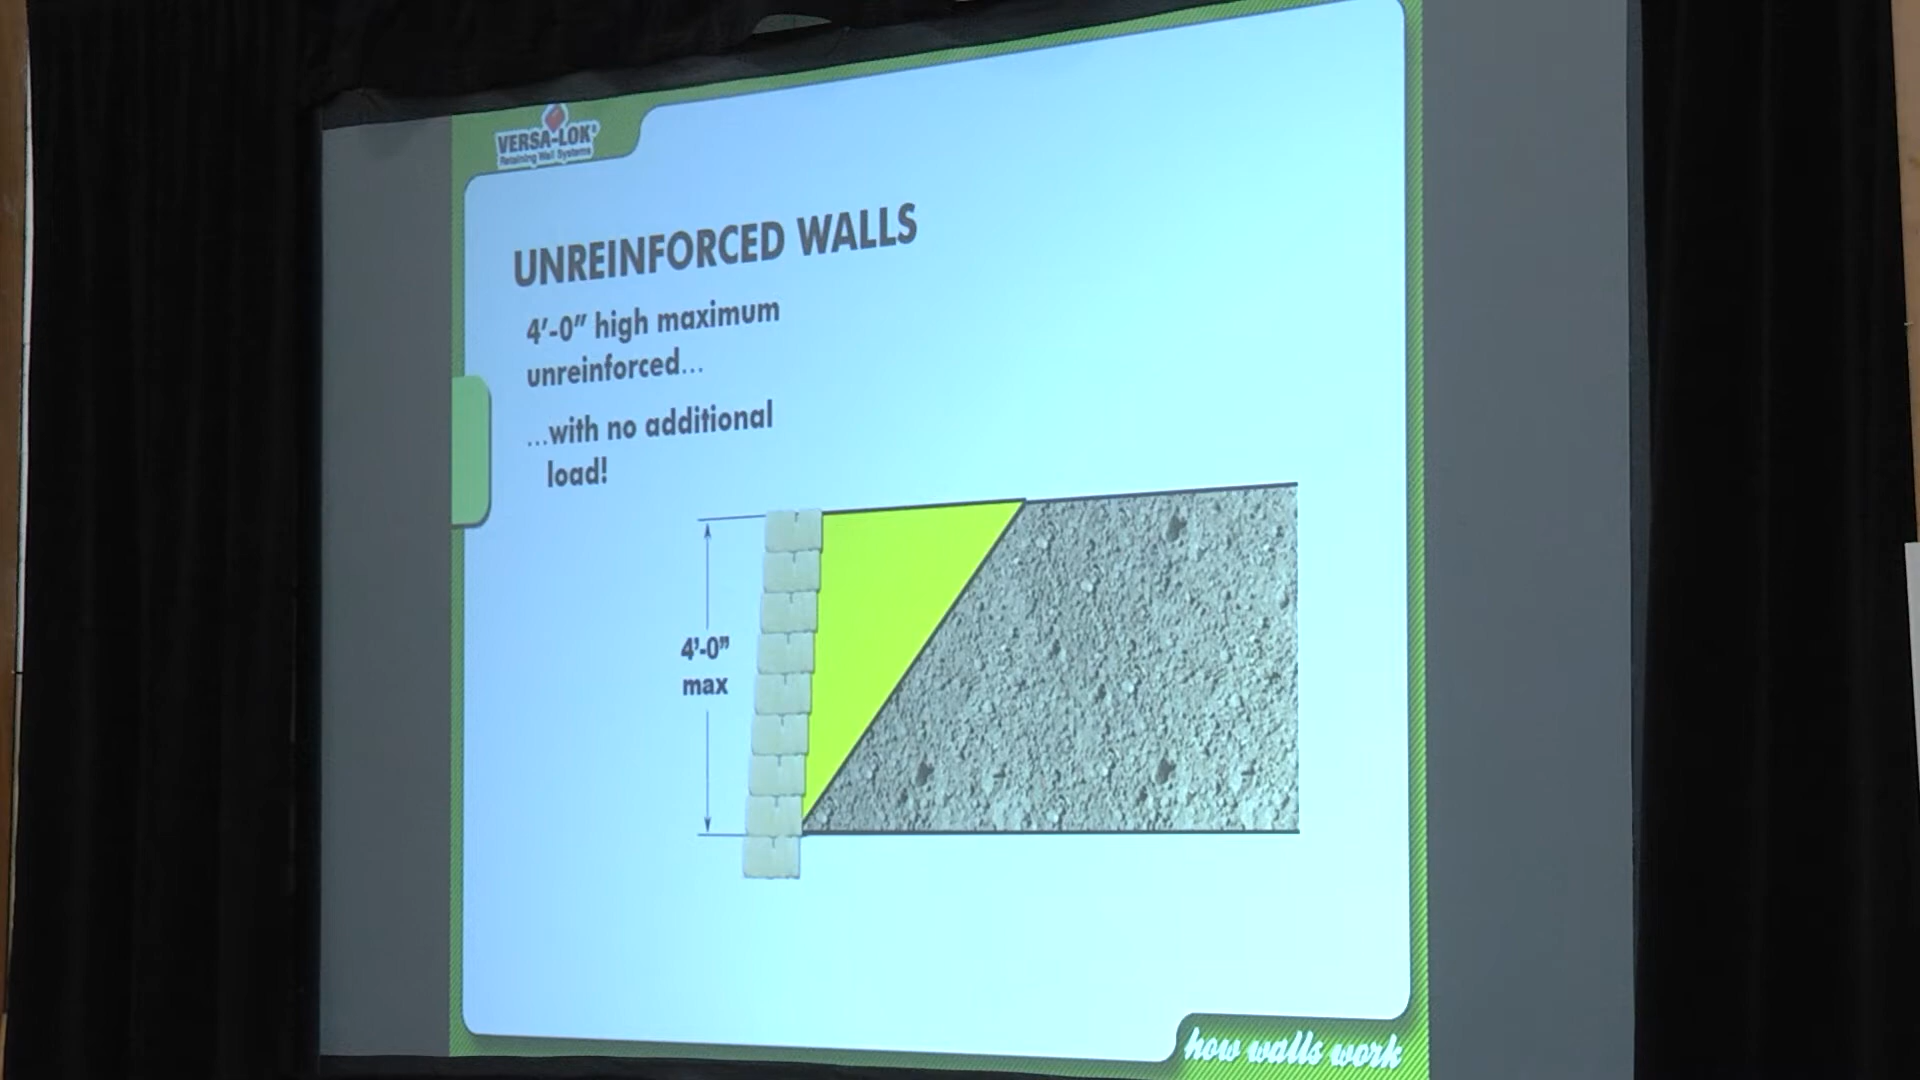 VERSA-LOK®
Retaining Wall Systems
UNREINFORCED WALLS
4'-0" high maximum
unreinforced...
...with no additional
load!
4'-0"
max
how walls work